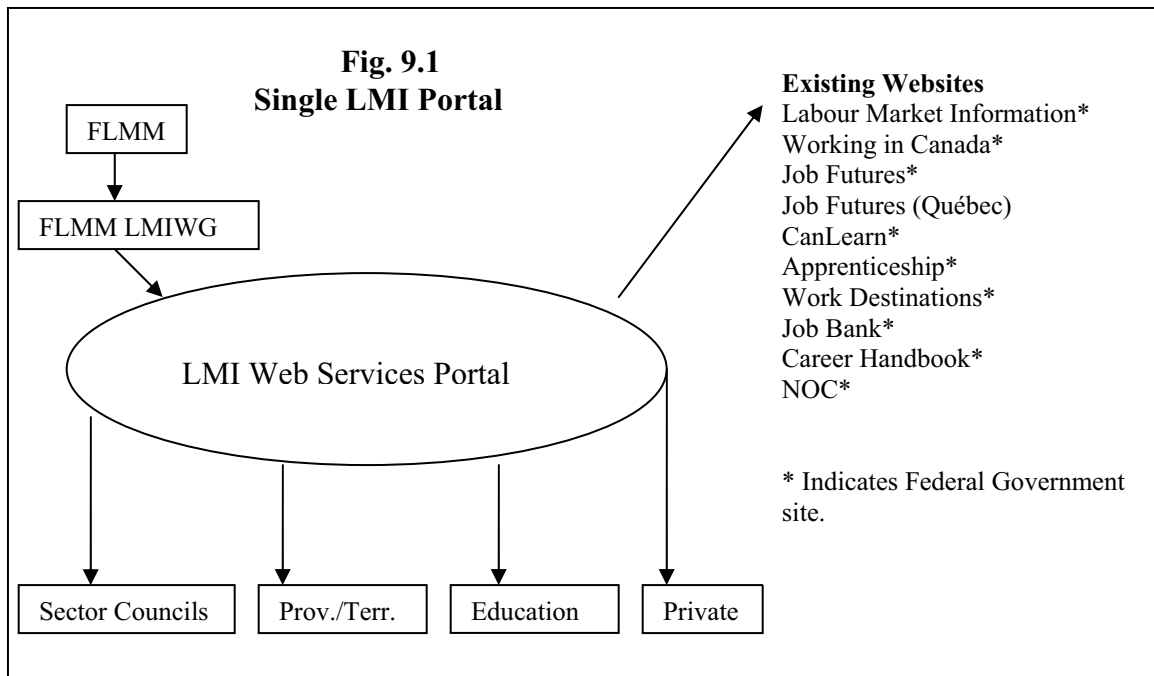 Fig. 9.1
Single LMI Portal
FLMM
FLMM LMIWG
LMI Web Services Portal
Sector Councils
Prov./Terr.
Education
Private
Existing Websites
Labour Market Information*
Working in Canada*
Job Futures*
Job Futures (Québec)
CanLearn*
Apprenticeship*
Work Destinations*
Job Bank*
Career Handbook*
NOC*
* Indicates Federal Government
site.